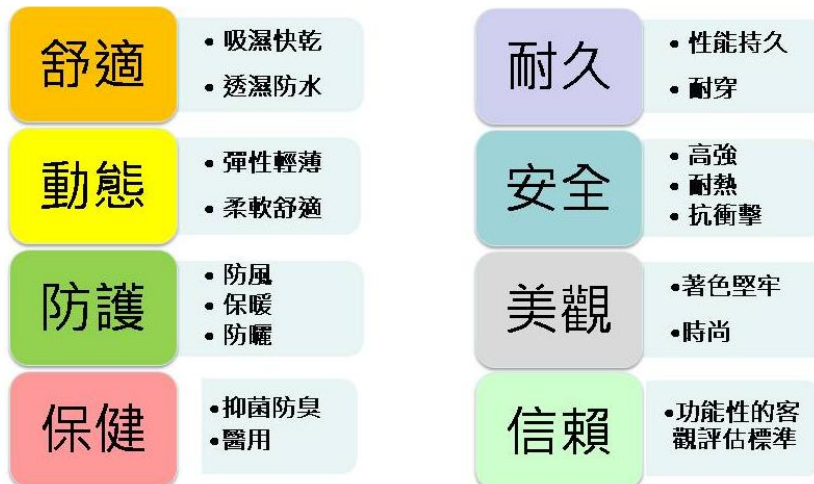 舒適
• 吸濕快乾
• 透濕防水
動態
• 彈性輕薄
• 柔軟舒適
防護
• 防風
• 保暖
• 防曬
保健
• 抑菌防臭
• 醫用
耐久
• 性能持久
• 耐穿
安全
• 高強
• 耐熱
• 抗衝擊
美觀
• 著色堅牢
• 時尚
信賴
• 功能性的客
觀評估標準